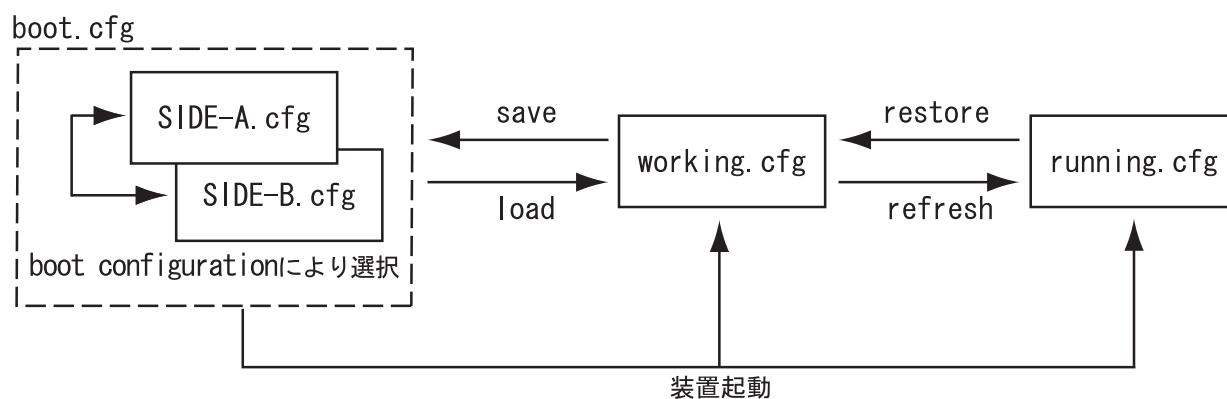 boot.cfg
SIDE-A.cfg
SIDE-B.cfg
boot configurationにより選択
save
load
working.cfg
restore
refresh
running.cfg
装置起動